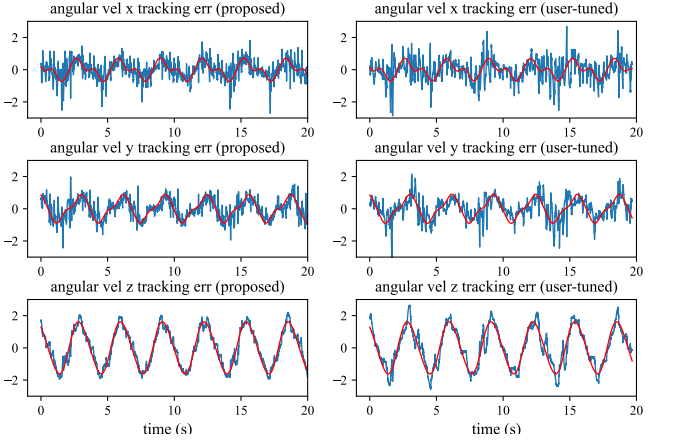 angular vel x tracking err (proposed)
2
0
−2
0 5 10 15 20
angular vel x tracking err (user-tuned)
2
0
−2
0 5 10 15 20
angular vel y tracking err (proposed)
2
0
−2
0 5 10 15 20
angular vel y tracking err (user-tuned)
2
0
−2
0 5 10 15 20
angular vel z tracking err (proposed)
2
0
−2
0 5 10 15 20
time (s)
angular vel z tracking err (user-tuned)
2
0
−2
0 5 10 15 20
time (s)